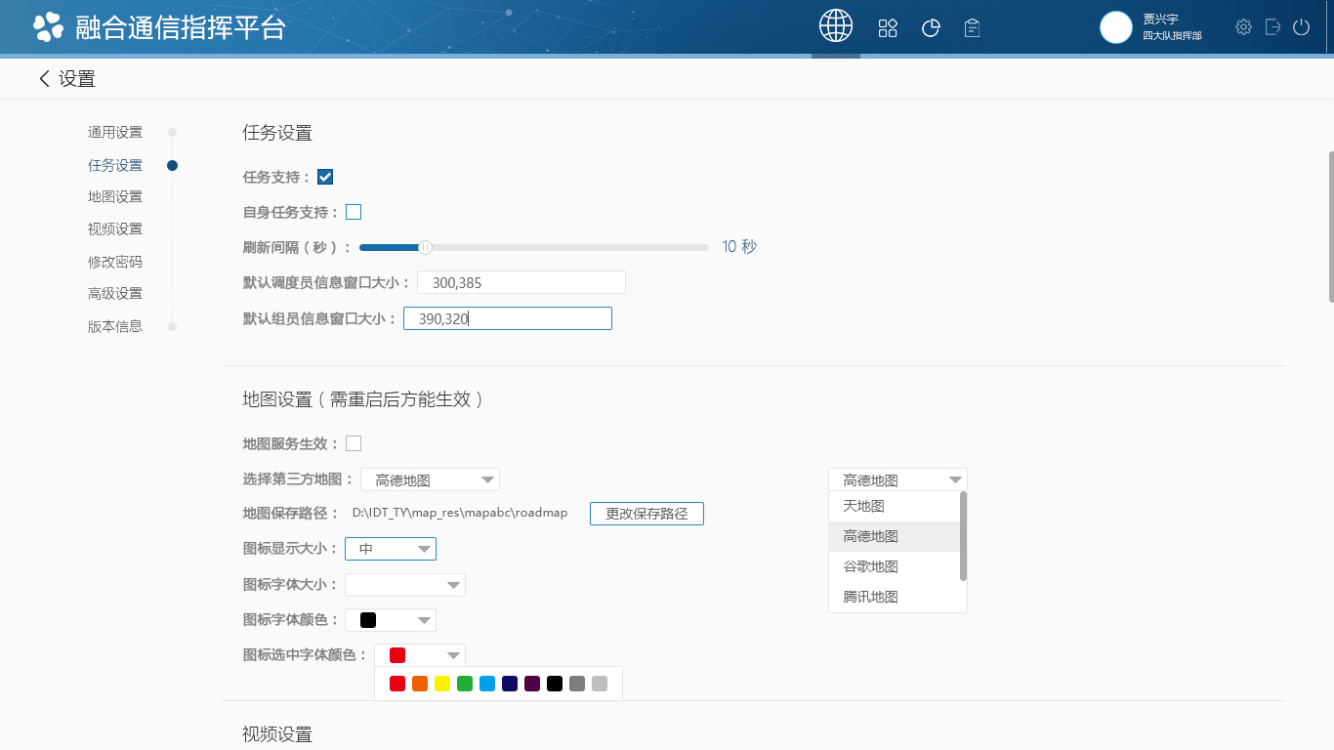 融合通信指挥平台
贾兴宇
四大队指挥部
设置
通用设置
任务设置
地图设置
视频设置
修改密码
高级设置
版本信息
任务设置
任务支持：
自身任务支持：
刷新间隔（秒）： 10 秒
默认调度员信息窗口大小： 300,385
默认组员信息窗口大小： 390,320
地图设置（需重启后方能生效）
地图服务生效：
选择第三方地图： 高德地图
地图保存路径： D:\IDT_TY\map_res\mapabc\roadmap 更改保存路径
图标显示大小： 中
图标字体大小：
图标字体颜色：
图标选中字体颜色：
高德地图
天地图
高德地图
谷歌地图
腾讯地图
视频设置